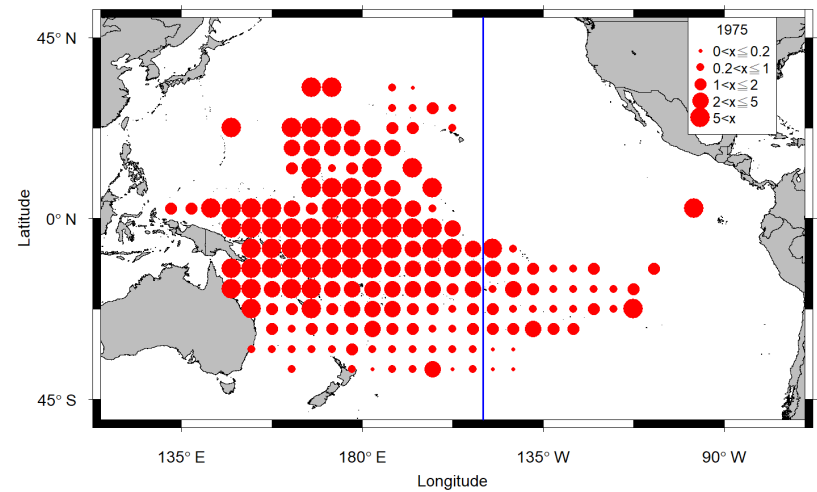 45° N
1975
0<x≦0.2
0.2<x≦1
1<x≦2
2<x≦5
5<x
Latitude
0° N
45° S
135° E
180° E
135° W
90° W
Longitude